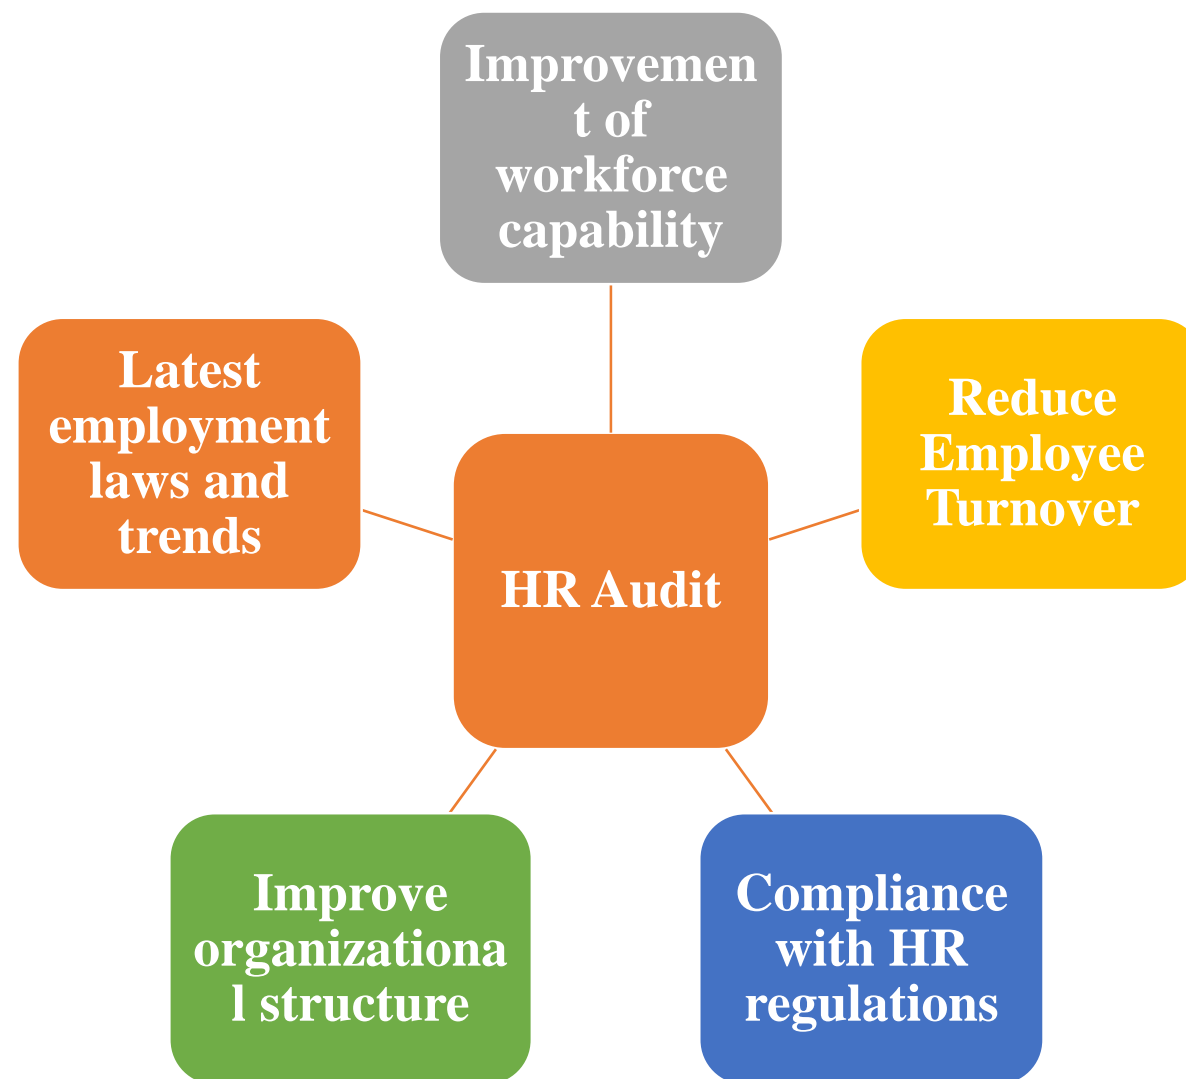 Improvemen
t of
workforce
capability
Latest
employment
laws and
trends
Reduce
Employee
Turnover
HR Audit
Improve
organizationa
l structure
Compliance
with HR
regulations